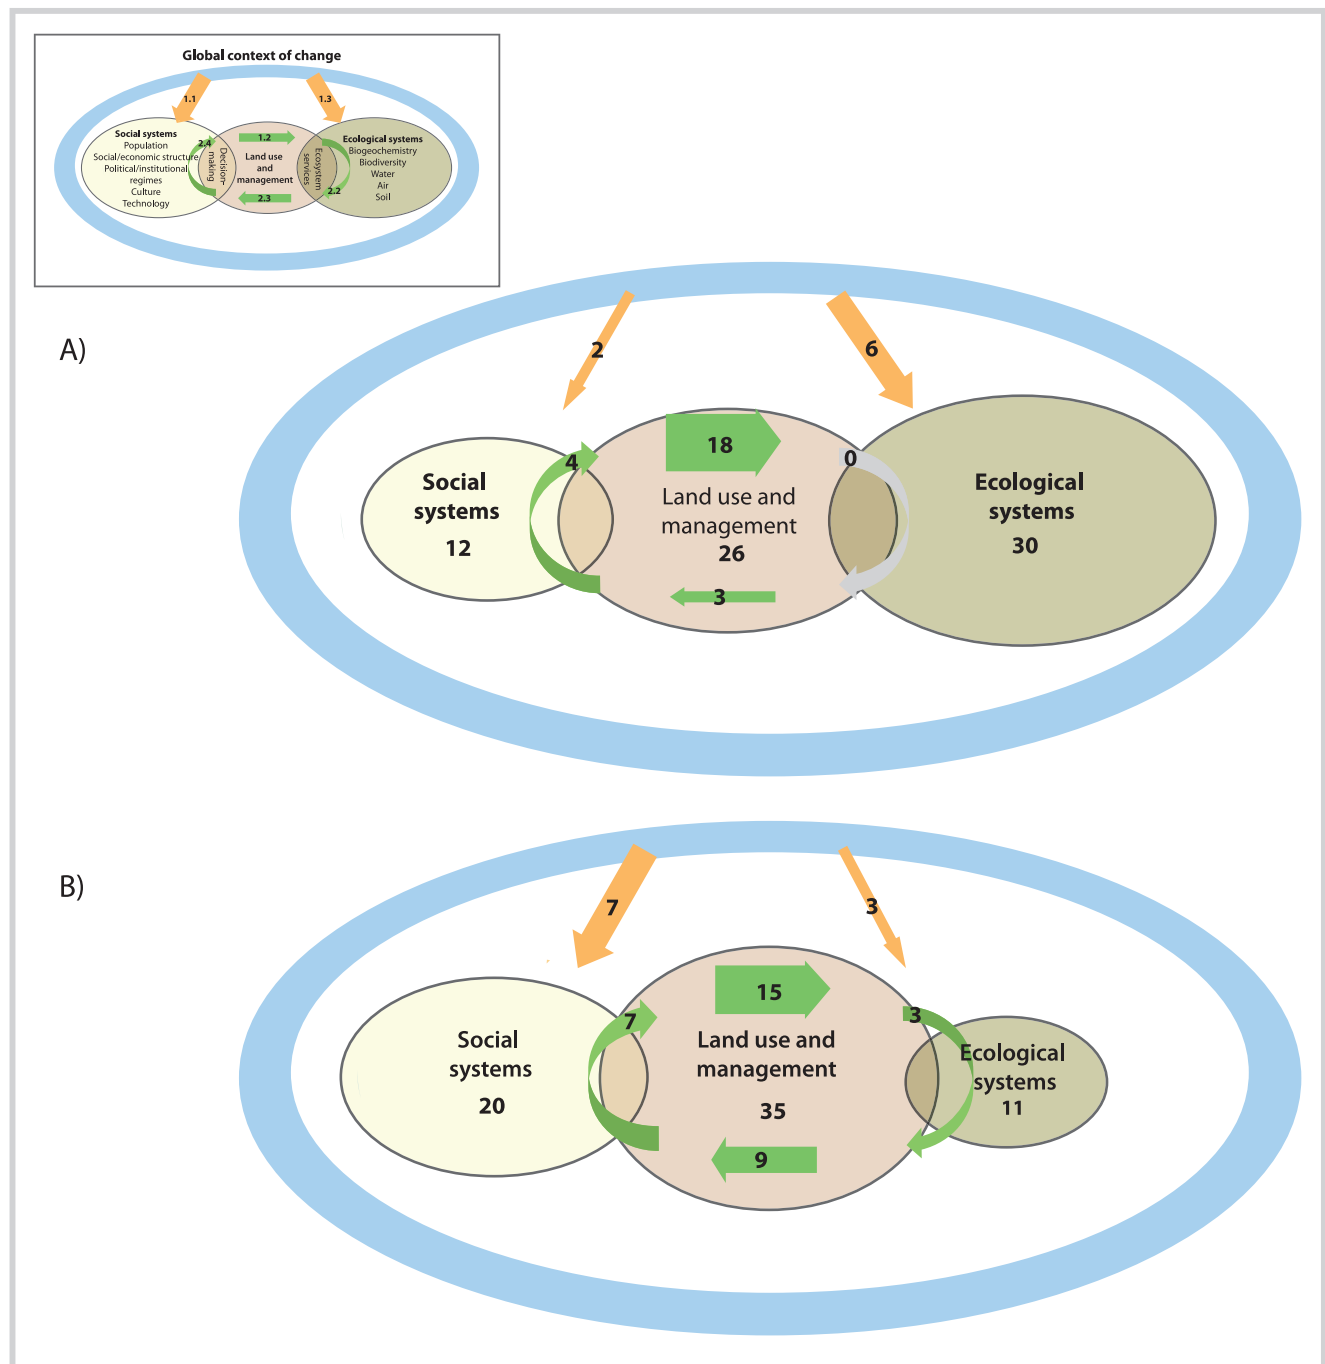 Global context of change
1.1
1.3
Social systems
Population
Social/economic structure
Political/institutional
regimes
Culture
Technology
2.4
Decision-
making
1.2
Land use
and
management
2.3
Ecosystem
services
2.2
Ecological systems
Biogeochemistry
Biodiversity
Water
Air
Soil
A)
2
6
Social
systems
12
4
18
Land use and
management
26
3
0
Ecological
systems
30
B)
7
3
Social
systems
20
7
15
Land use and
management
35
9
3
Ecological
systems
11